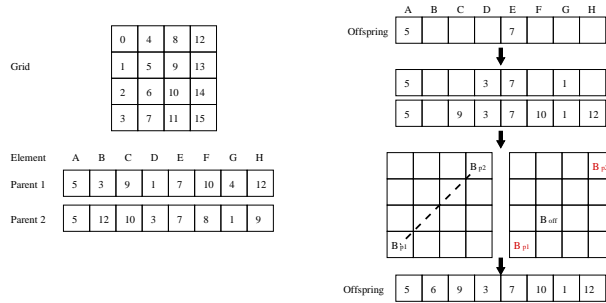 Grid
0 4 8 12
1 5 9 13
2 6 10 14
3 7 11 15
Element A B C D E F G H
Parent 1 5 3 9 1 7 10 4 12
Parent 2 5 12 10 3 7 8 1 9
A B C D E F G H
Offspring 5 7
5 3 7 1
5 9 3 7 10 1 12
B p2
B p1
B off
B p1
Offspring 5 6 9 3 7 10 1 12